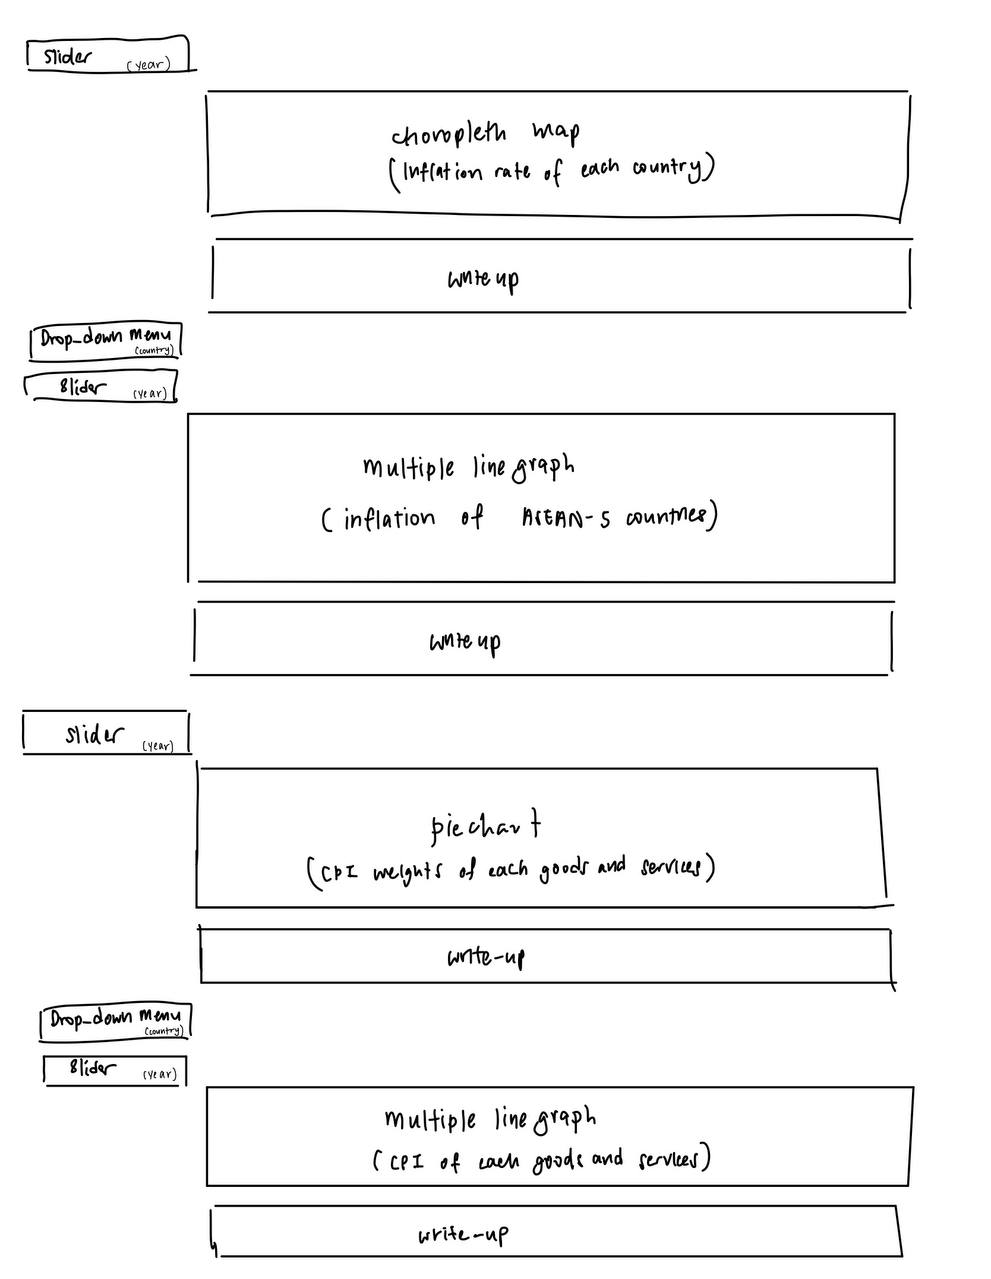 Slider (year)
choropleth map
(Inflation rate of each country)
write up
Drop-down menu
(country)
Slider (year)
multiple line graph
(inflation of ASEAN-5 countries)
write up
slider (year)
pie chart
(CPI weights of each goods and services)
write-up
Drop-down menu
(country)
Slider (year)
multiple line graph
(CPI of each goods and services)
write-up